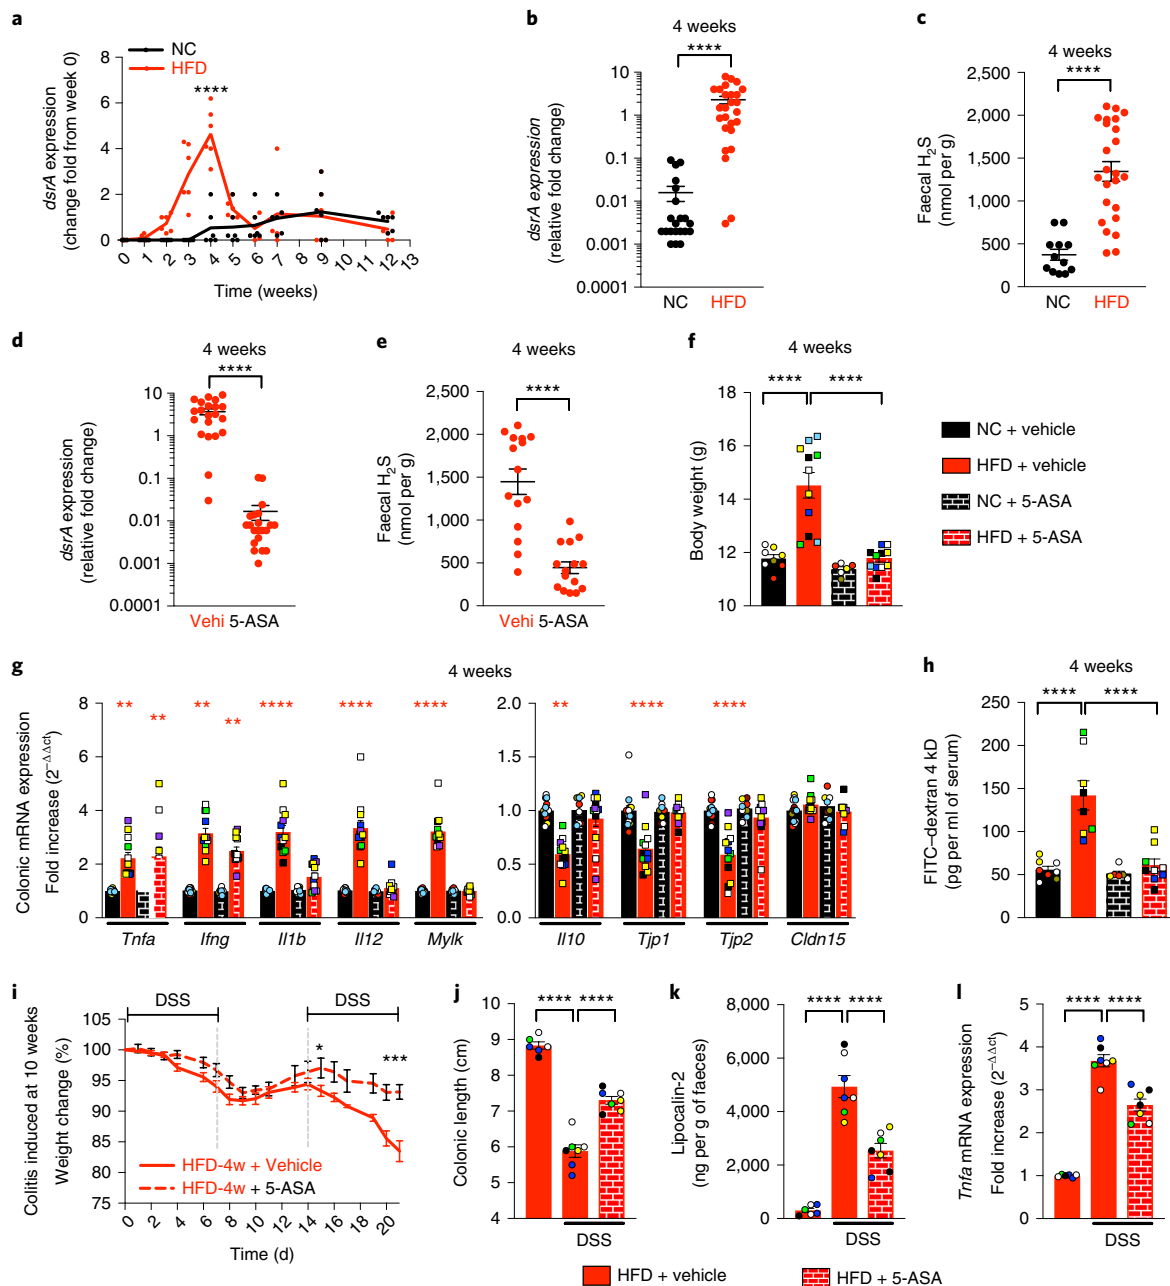 a
NC
HFD
****
dsrA expression
(change fold from week 0)
8
6
4
2
0
0 1 2 3 4 5 6 7 8 9 10 11 12 13
Time (weeks)
b
4 weeks
****
dsrA expression
(relative fold change)
10
1
0.1
0.01
0.001
0.0001
NC HFD
c
4 weeks
****
Faecal H₂S
(nmol per g)
2,500
2,000
1,500
1,000
500
0
NC HFD
d
4 weeks
****
dsrA expression
(relative fold change)
10
1
0.1
0.01
0.001
0.0001
Vehi 5-ASA
e
4 weeks
****
Faecal H₂S
(nmol per g)
2,500
2,000
1,500
1,000
500
0
Vehi 5-ASA
f
4 weeks
**** ****
Body weight (g)
18
16
14
12
10
NC + vehicle
HFD + vehicle
NC + 5-ASA
HFD + 5-ASA
g
4 weeks
Colonic mRNA expression
Fold increase (2^−ΔΔct)
8
6
4
2
0
** ** ** ** **** **** ****
Tnfa Ifng Il1b Il12 Mylk
2.0
1.5
1.0
0.5
0.0
** **** ****
Il10 Tjp1 Tjp2 Cldn15
h
4 weeks
**** ****
FITC–dextran 4 kD
(pg per ml of serum)
250
200
150
100
50
0
i
DSS DSS
Colitis induced at 10 weeks
Weight change (%)
105
100
95
90
85
80
75
* ***
HFD-4w + Vehicle
HFD-4w + 5-ASA
0 2 4 6 8 10 12 14 16 18 20
Time (d)
j
**** ****
Colonic length (cm)
10
9
8
7
6
5
4
DSS
k
**** ****
Lipocalin-2
(ng per g of faeces)
8,000
6,000
4,000
2,000
0
DSS
l
**** ****
Tnfa mRNA expression
Fold increase (2^−ΔΔct)
5
4
3
2
1
0
DSS
HFD + vehicle
HFD + 5-ASA